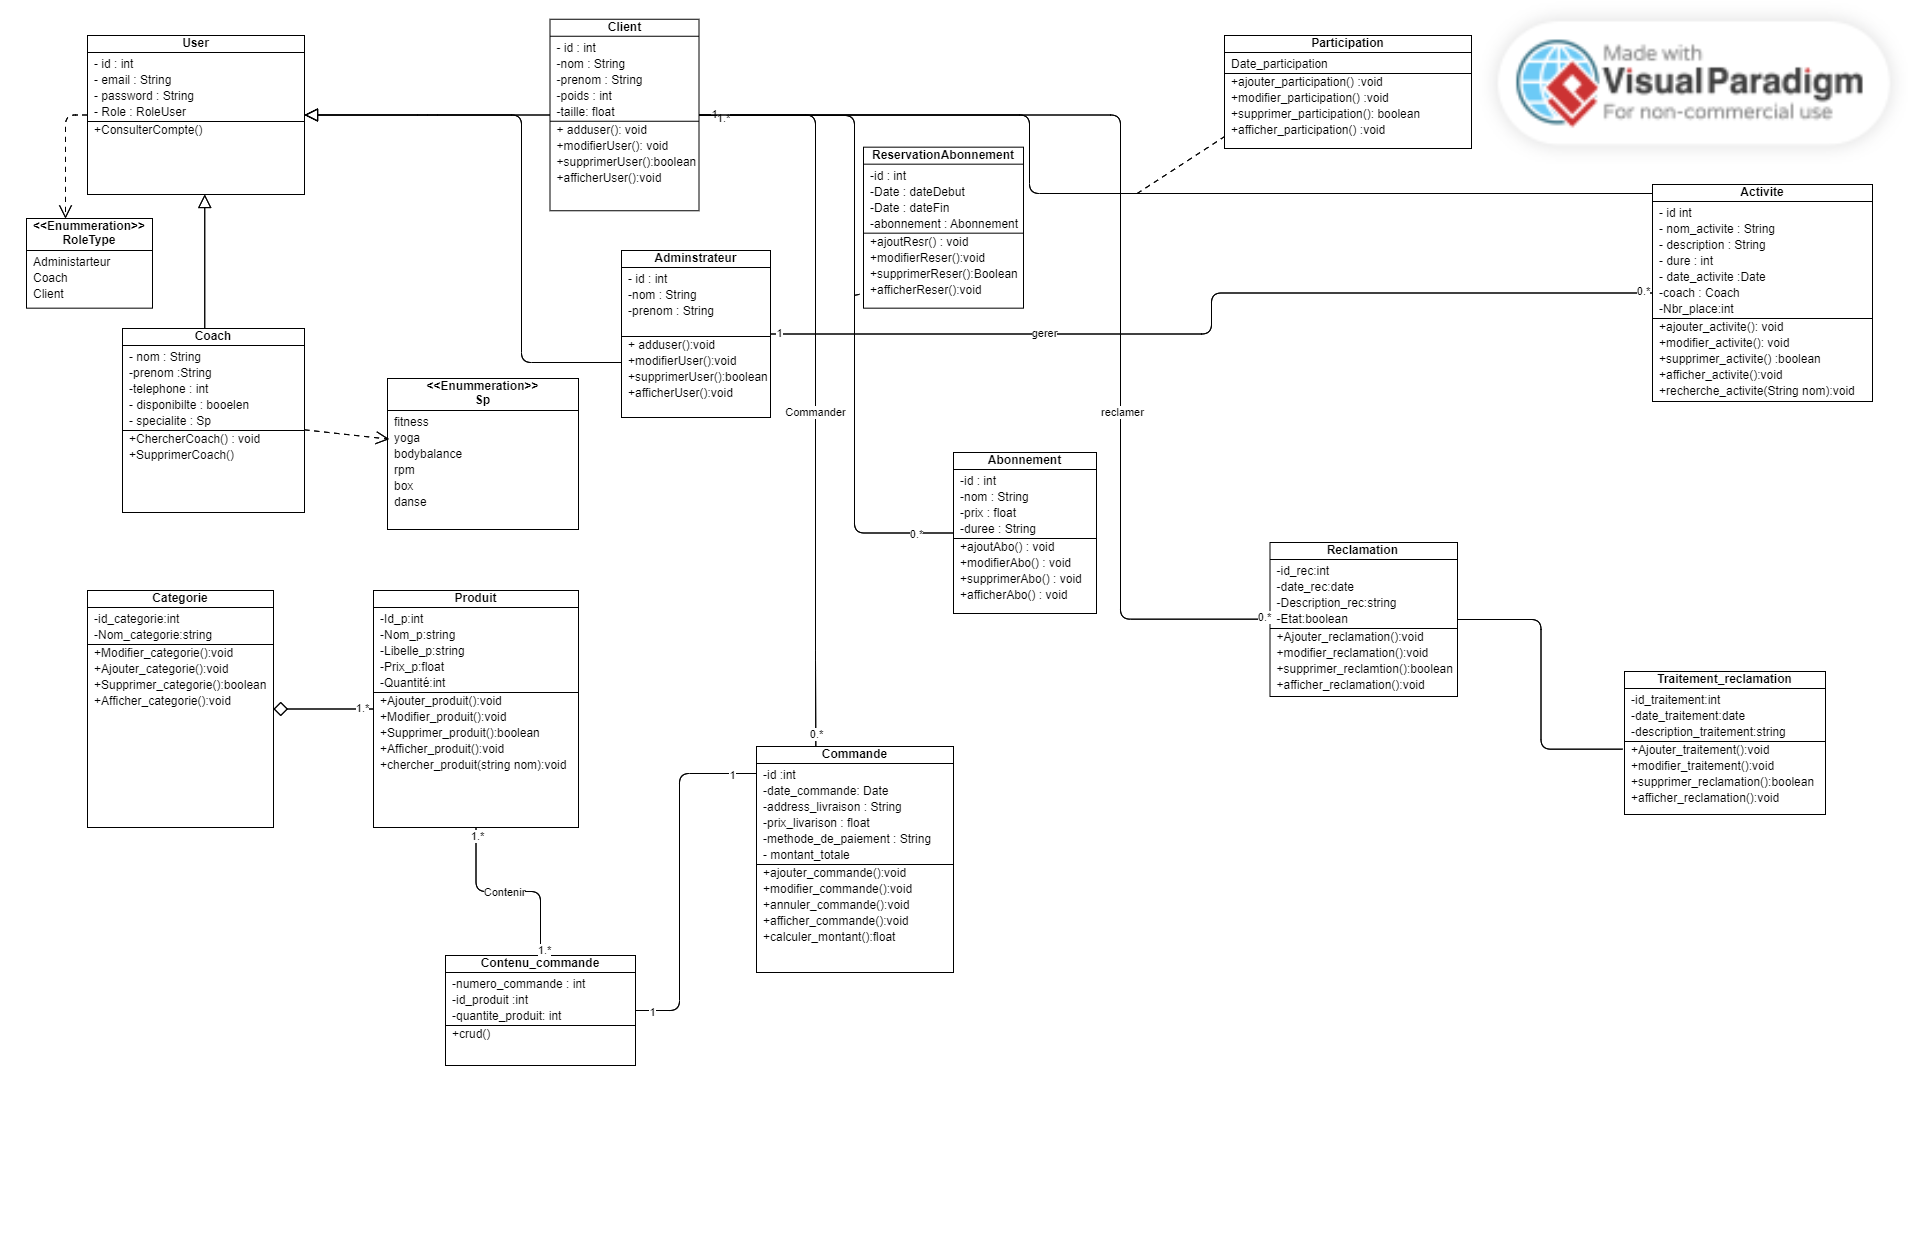 User
- id : int
- email : String
- password : String
- Role : RoleUser
+ConsulterCompte()
<<Enummeration>>
RoleType
Administarteur
Coach
Client
Coach
- nom : String
-prenom :String
-telephone : int
- disponibilte : booelen
- specialite : Sp
+ChercherCoach() : void
+SupprimerCoach()
<<Enummeration>>
Sp
fitness
yoga
bodybalance
rpm
box
danse
Client
- id : int
-nom : String
-prenom : String
-poids : int
-taille: float
+ adduser(): void
+modifierUser(): void
+supprimerUser():boolean
+afficherUser():void
1
1.*
Adminstrateur
- id : int
-nom : String
-prenom : String
+ adduser():void
+modifierUser():void
+supprimerUser():boolean
+afficherUser():void
1
gerer
0.*
ReservationAbonnement
-id : int
-Date : dateDebut
-Date : dateFin
-abonnement : Abonnement
+ajoutResr() : void
+modifierReser():void
+supprimerReser():Boolean
+afficherReser():void
Participation
Date_participation
+ajouter_participation() :void
+modifier_participation() :void
+supprimer_participation(): boolean
+afficher_participation() :void
Made with
VisualParadigm
For non-commercial use
Activite
- id int
- nom_activite : String
- description : String
- dure : int
- date_activite :Date
-coach : Coach
-Nbr_place:int
+ajouter_activite(): void
+modifier_activite(): void
+supprimer_activite() :boolean
+afficher_activite():void
+recherche_activite(String nom):void
Commander
reclamer
Abonnement
-id : int
-nom : String
-prix : float
-duree : String
+ajoutAbo() : void
+modifierAbo() : void
+supprimerAbo() : void
+afficherAbo() : void
0.*
Reclamation
-id_rec:int
-date_rec:date
-Description_rec:string
-Etat:boolean
+Ajouter_reclamation():void
+modifier_reclamation():void
+supprimer_reclamtion():boolean
+afficher_reclamation():void
0.*
Traitement_reclamation
-id_traitement:int
-date_traitement:date
-description_traitement:string
+Ajouter_traitement():void
+modifier_traitement():void
+supprimer_reclamation():boolean
+afficher_reclamation():void
Categorie
-id_categorie:int
-Nom_categorie:string
+Modifier_categorie():void
+Ajouter_categorie():void
+Supprimer_categorie():boolean
+Afficher_categorie():void
1.*
Produit
-Id_p:int
-Nom_p:string
-Libelle_p:string
-Prix_p:float
-Quantité:int
+Ajouter_produit():void
+Modifier_produit():void
+Supprimer_produit():boolean
+Afficher_produit():void
+chercher_produit(string nom):void
1.*
Contenir
1.*
0.*
Commande
-id :int
-date_commande: Date
-address_livraison : String
-prix_livarison : float
-methode_de_paiement : String
- montant_totale
+ajouter_commande():void
+modifier_commande():void
+annuler_commande():void
+afficher_commande():void
+calculer_montant():float
1
Contenu_commande
-numero_commande : int
-id_produit :int
-quantite_produit: int
+crud()
1